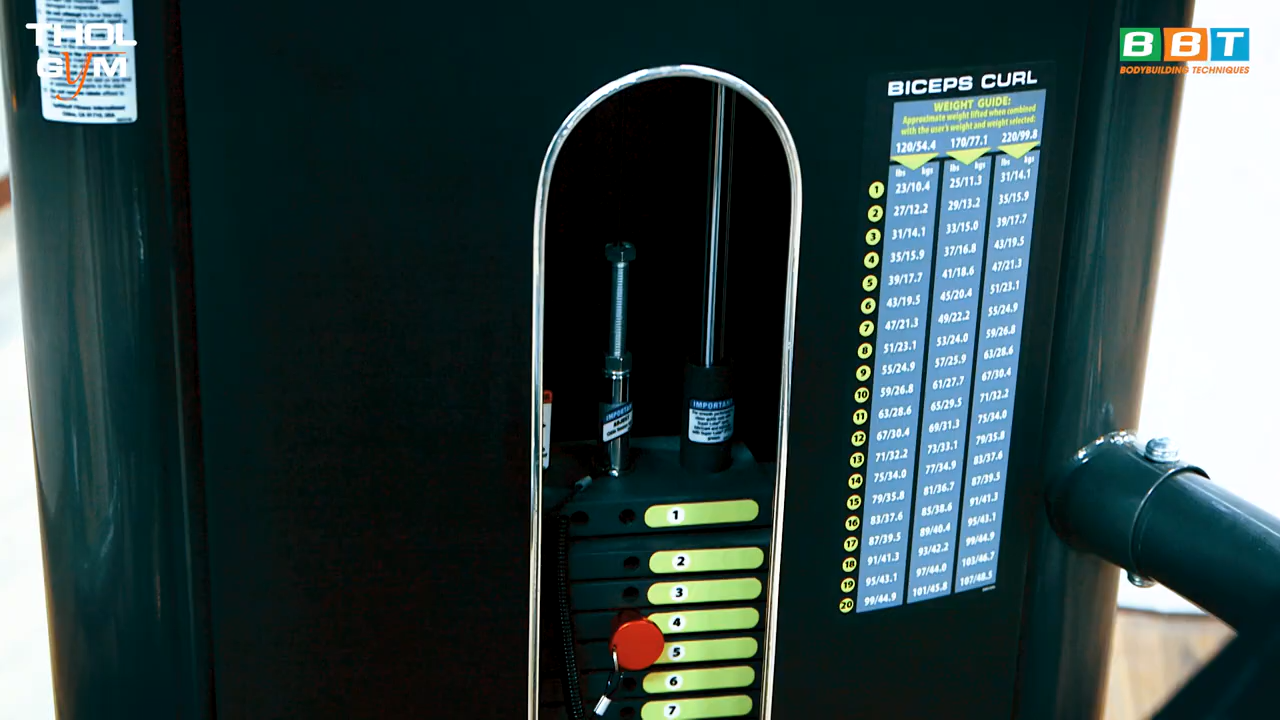 THOL
GYM
BBT
BODYBUILDING TECHNIQUES
BICEPS CURL
WEIGHT GUIDE:
Approximate weight lifted when combined
with the user's weight and weight selected:
120/54.4 170/77.1 220/99.8
lbs kgs lbs kgs lbs kgs
1 23/10.4 25/11.3 31/14.1
2 27/12.2 29/13.2 35/15.9
3 31/14.1 33/15.0 39/17.7
4 35/15.9 37/16.8 43/19.5
5 39/17.7 41/18.6 47/21.3
6 43/19.5 45/20.4 51/23.1
7 47/21.3 49/22.2 55/24.9
8 51/23.1 53/24.0 59/26.8
9 55/24.9 57/25.9 63/28.6
10 59/26.8 61/27.7 67/30.4
11 63/28.6 65/29.5 71/32.2
12 67/30.4 69/31.3 75/34.0
13 71/32.2 73/33.1 79/35.8
14 75/34.0 77/34.9 83/37.6
15 79/35.8 81/36.7 87/39.5
16 83/37.6 85/38.6 91/41.3
17 87/39.5 89/40.4 95/43.1
18 91/41.3 93/42.2 99/44.9
19 95/43.1 97/44.0 103/46.7
20 99/44.9 101/45.8 107/48.5
IMPORTANT
IMPORTANT
1
2
3
4
5
6
7